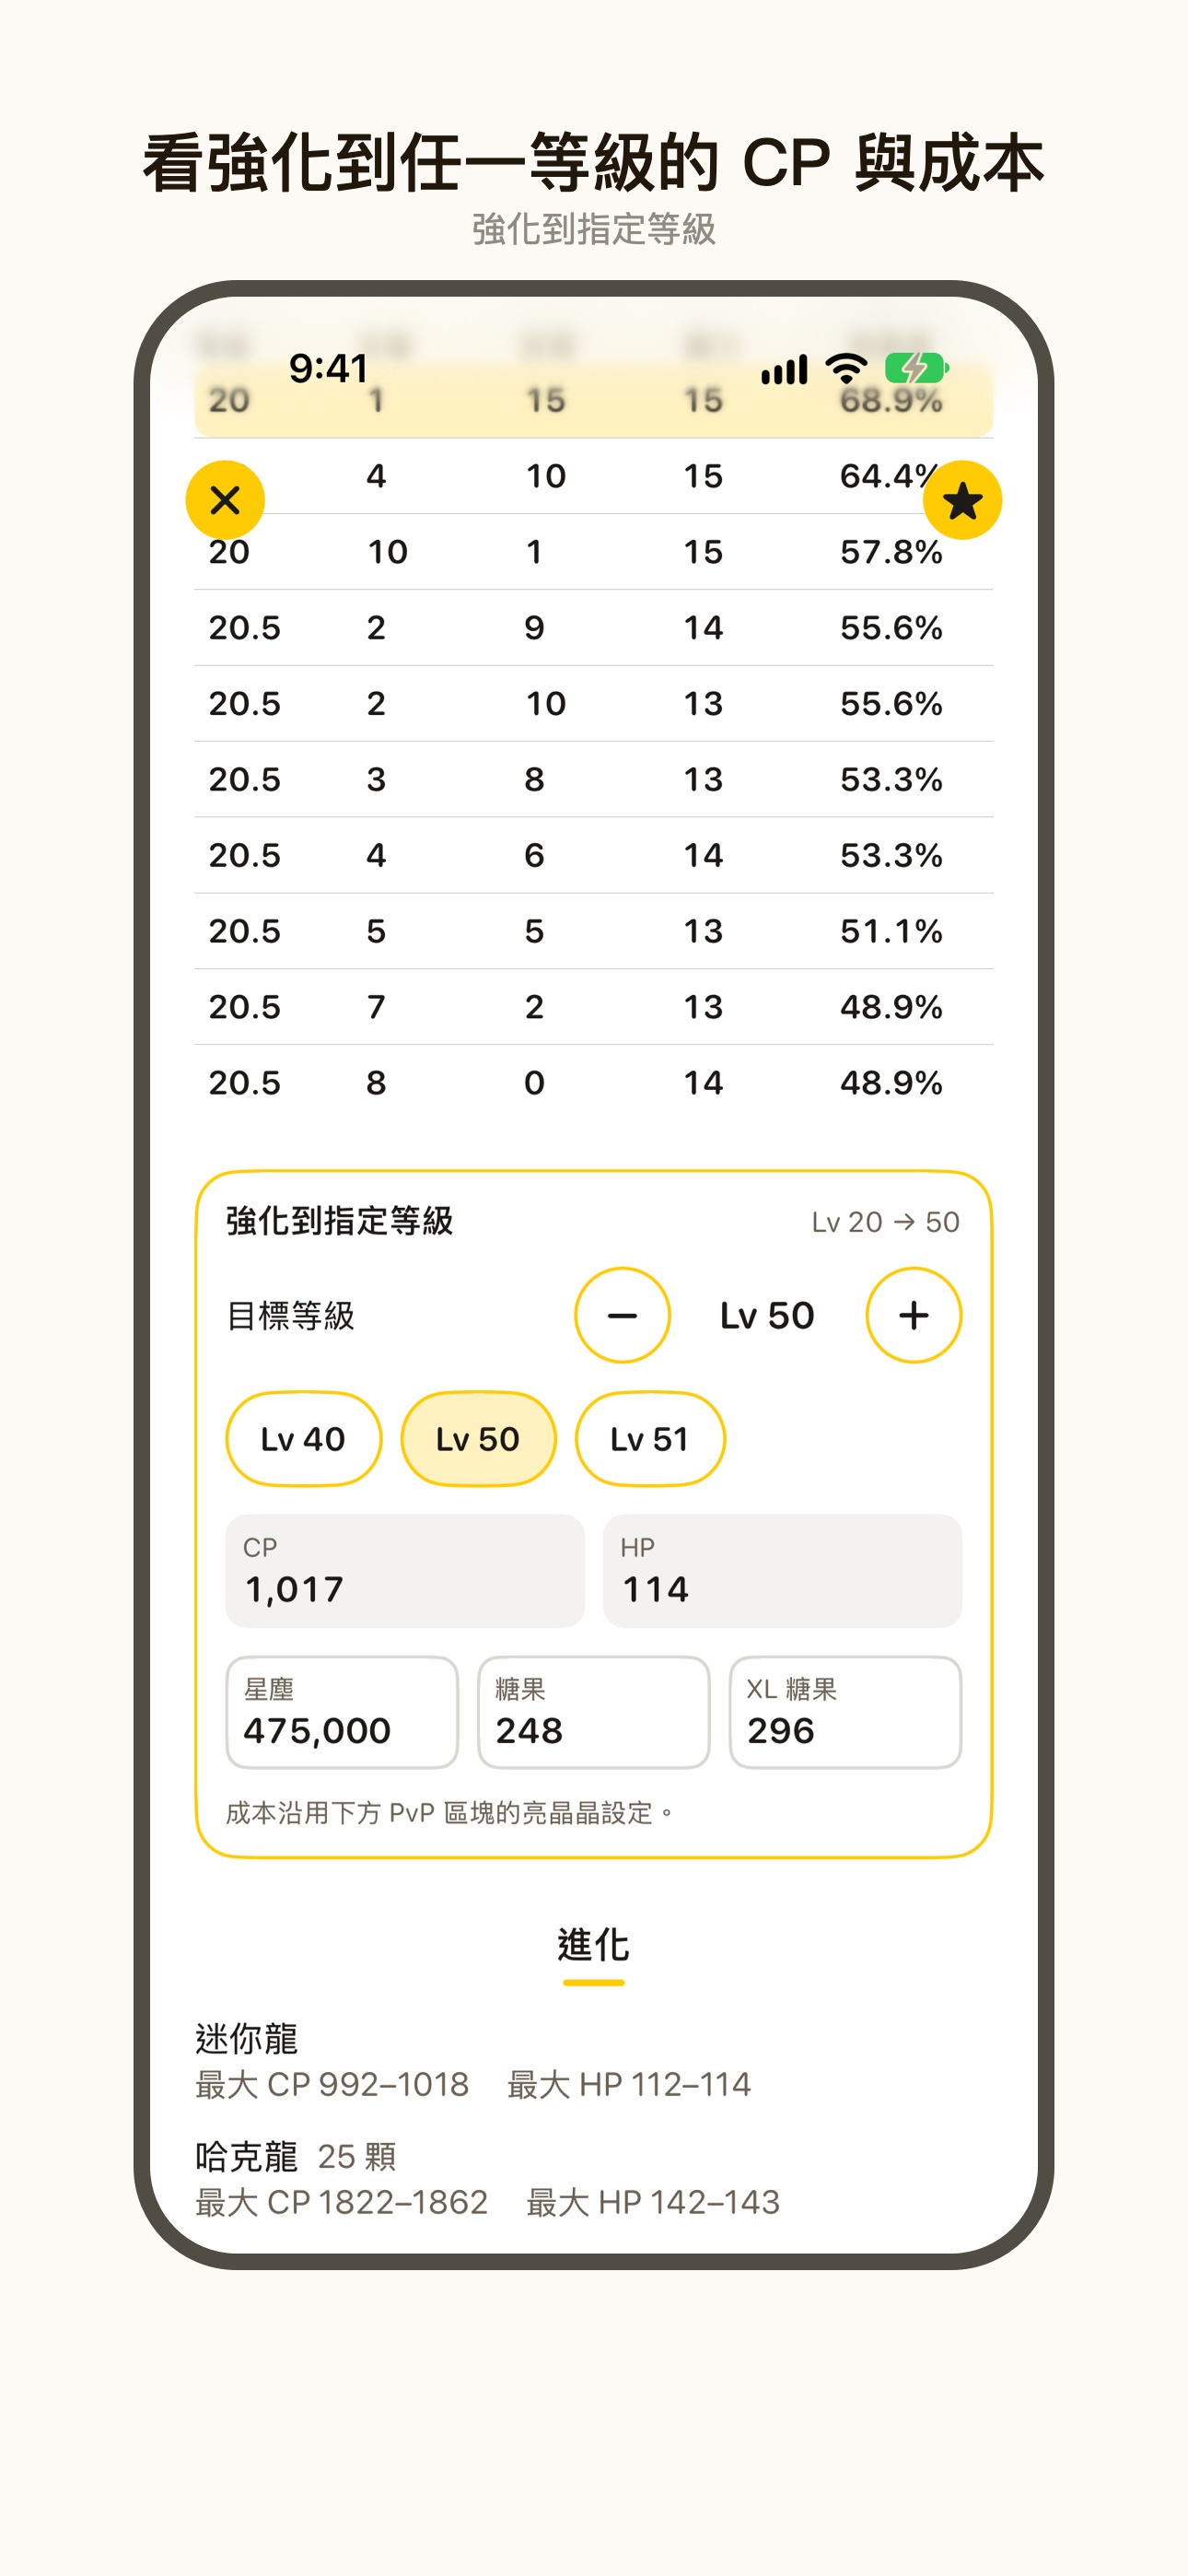 看強化到任一等級的 CP 與成本
強化到指定等級
9:41
20 1 15 15 68.9%
4 10 15 64.4%
20 10 1 15 57.8%
20.5 2 9 14 55.6%
20.5 2 10 13 55.6%
20.5 3 8 13 53.3%
20.5 4 6 14 53.3%
20.5 5 5 13 51.1%
20.5 7 2 13 48.9%
20.5 8 0 14 48.9%
強化到指定等級 Lv 20 → 50
目標等級 − Lv 50 +
Lv 40 Lv 50 Lv 51
CP HP
1,017 114
星塵 糖果 XL 糖果
475,000 248 296
成本沿用下方 PvP 區塊的亮晶晶設定。
進化
迷你龍
最大 CP 992–1018 最大 HP 112–114
哈克龍 25 顆
最大 CP 1822–1862 最大 HP 142–143